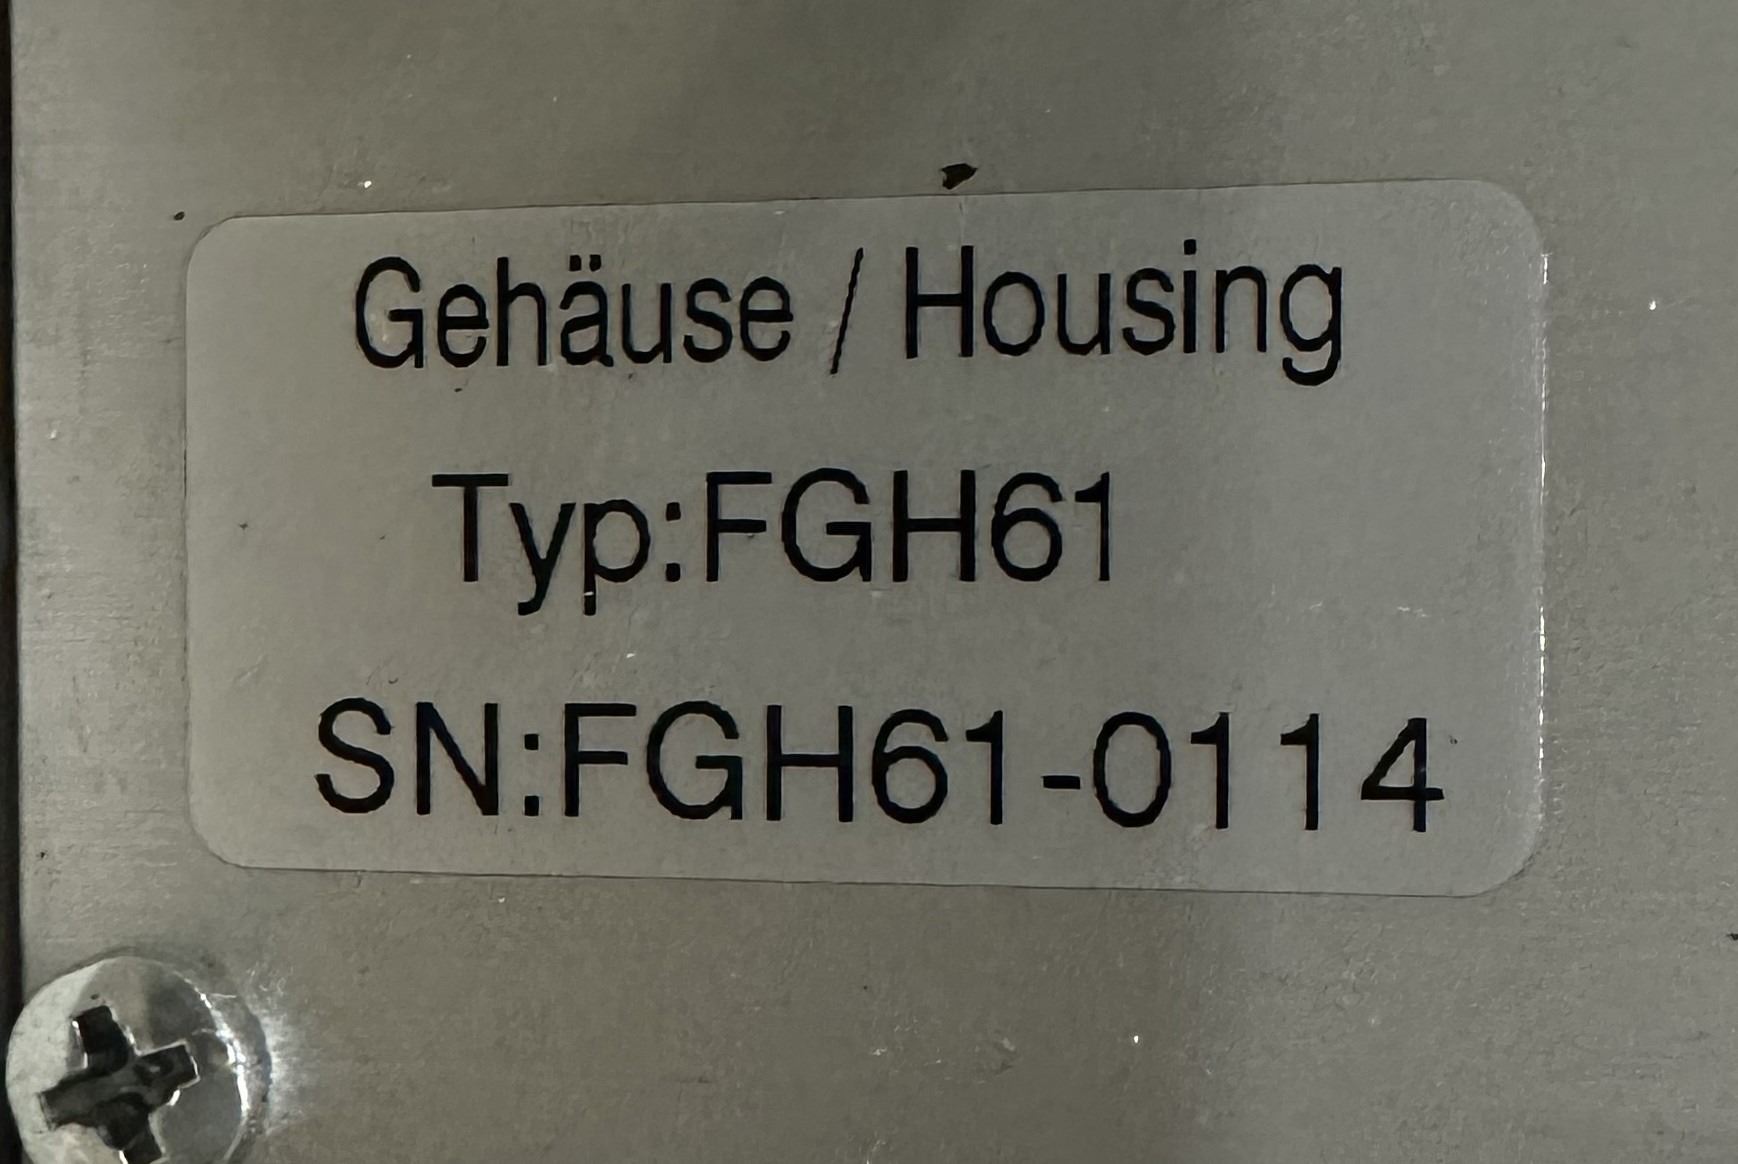 Gehäuse / Housing
Typ:FGH61
SN:FGH61-0114